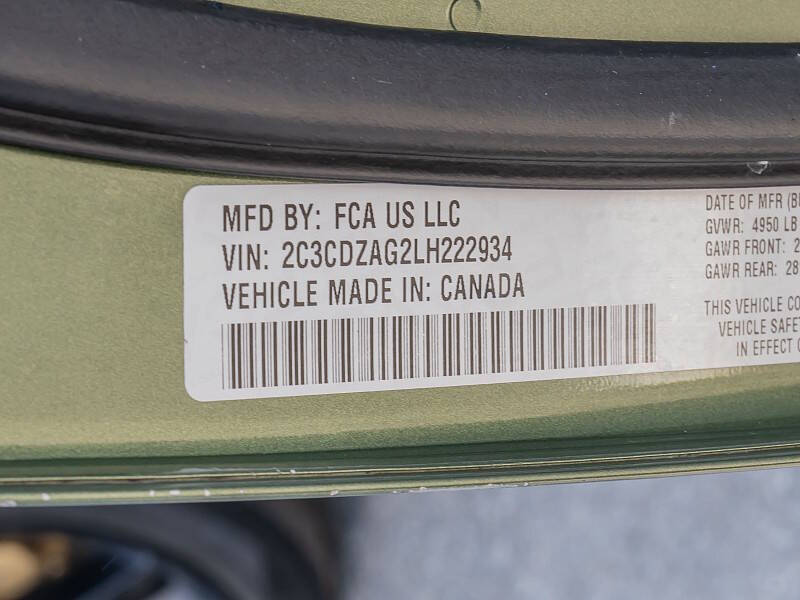 MFD BY: FCA US LLC
VIN: 2C3CDZAG2LH222934
VEHICLE MADE IN: CANADA
DATE OF MFR
GVWR: 4950 LB
GAWR FRONT:
GAWR REAR:
THIS VEHICLE
VEHICLE
IN EFFECT